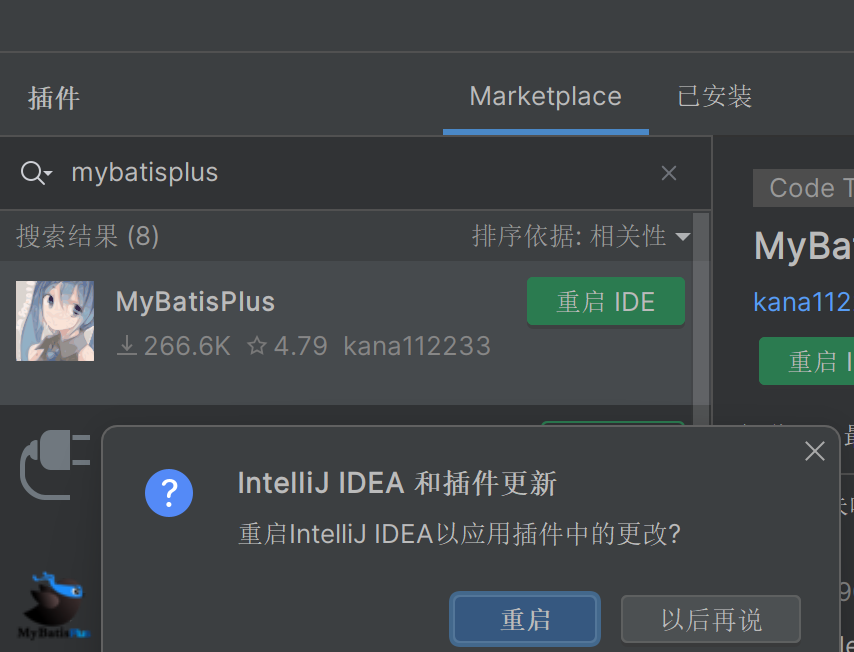 插件
Marketplace
已安装
mybatisplus
搜索结果 (8)
排序依据: 相关性
Code T
MyBa
MyBatisPlus
重启 IDE
266.6K
4.79
kana112233
kana112
重启 I
IntelliJ IDEA 和插件更新
重启IntelliJ IDEA以应用插件中的更改?
重启
以后再说
MyBatisPlus